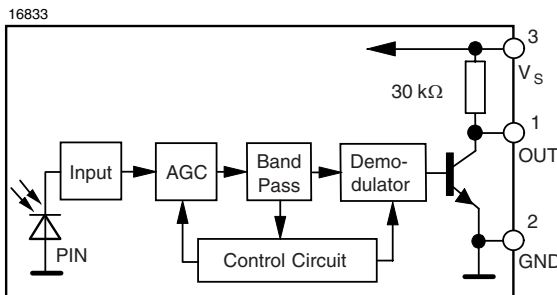 16833
3
V S
30 kΩ
1
OUT
Input
AGC
Band
Pass
Demo-
dulator
2
GND
PIN
Control Circuit